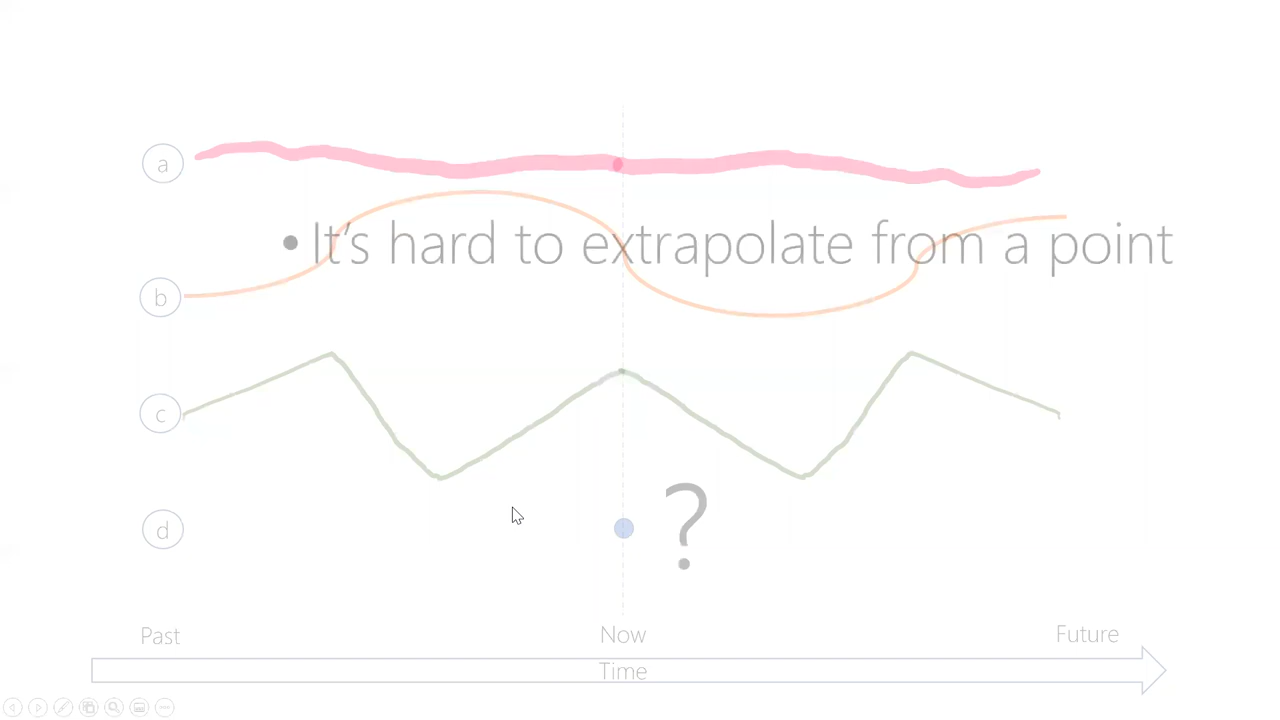 a
• It's hard to extrapolate from a point
b
c
d
?
Past
Now
Future
Time